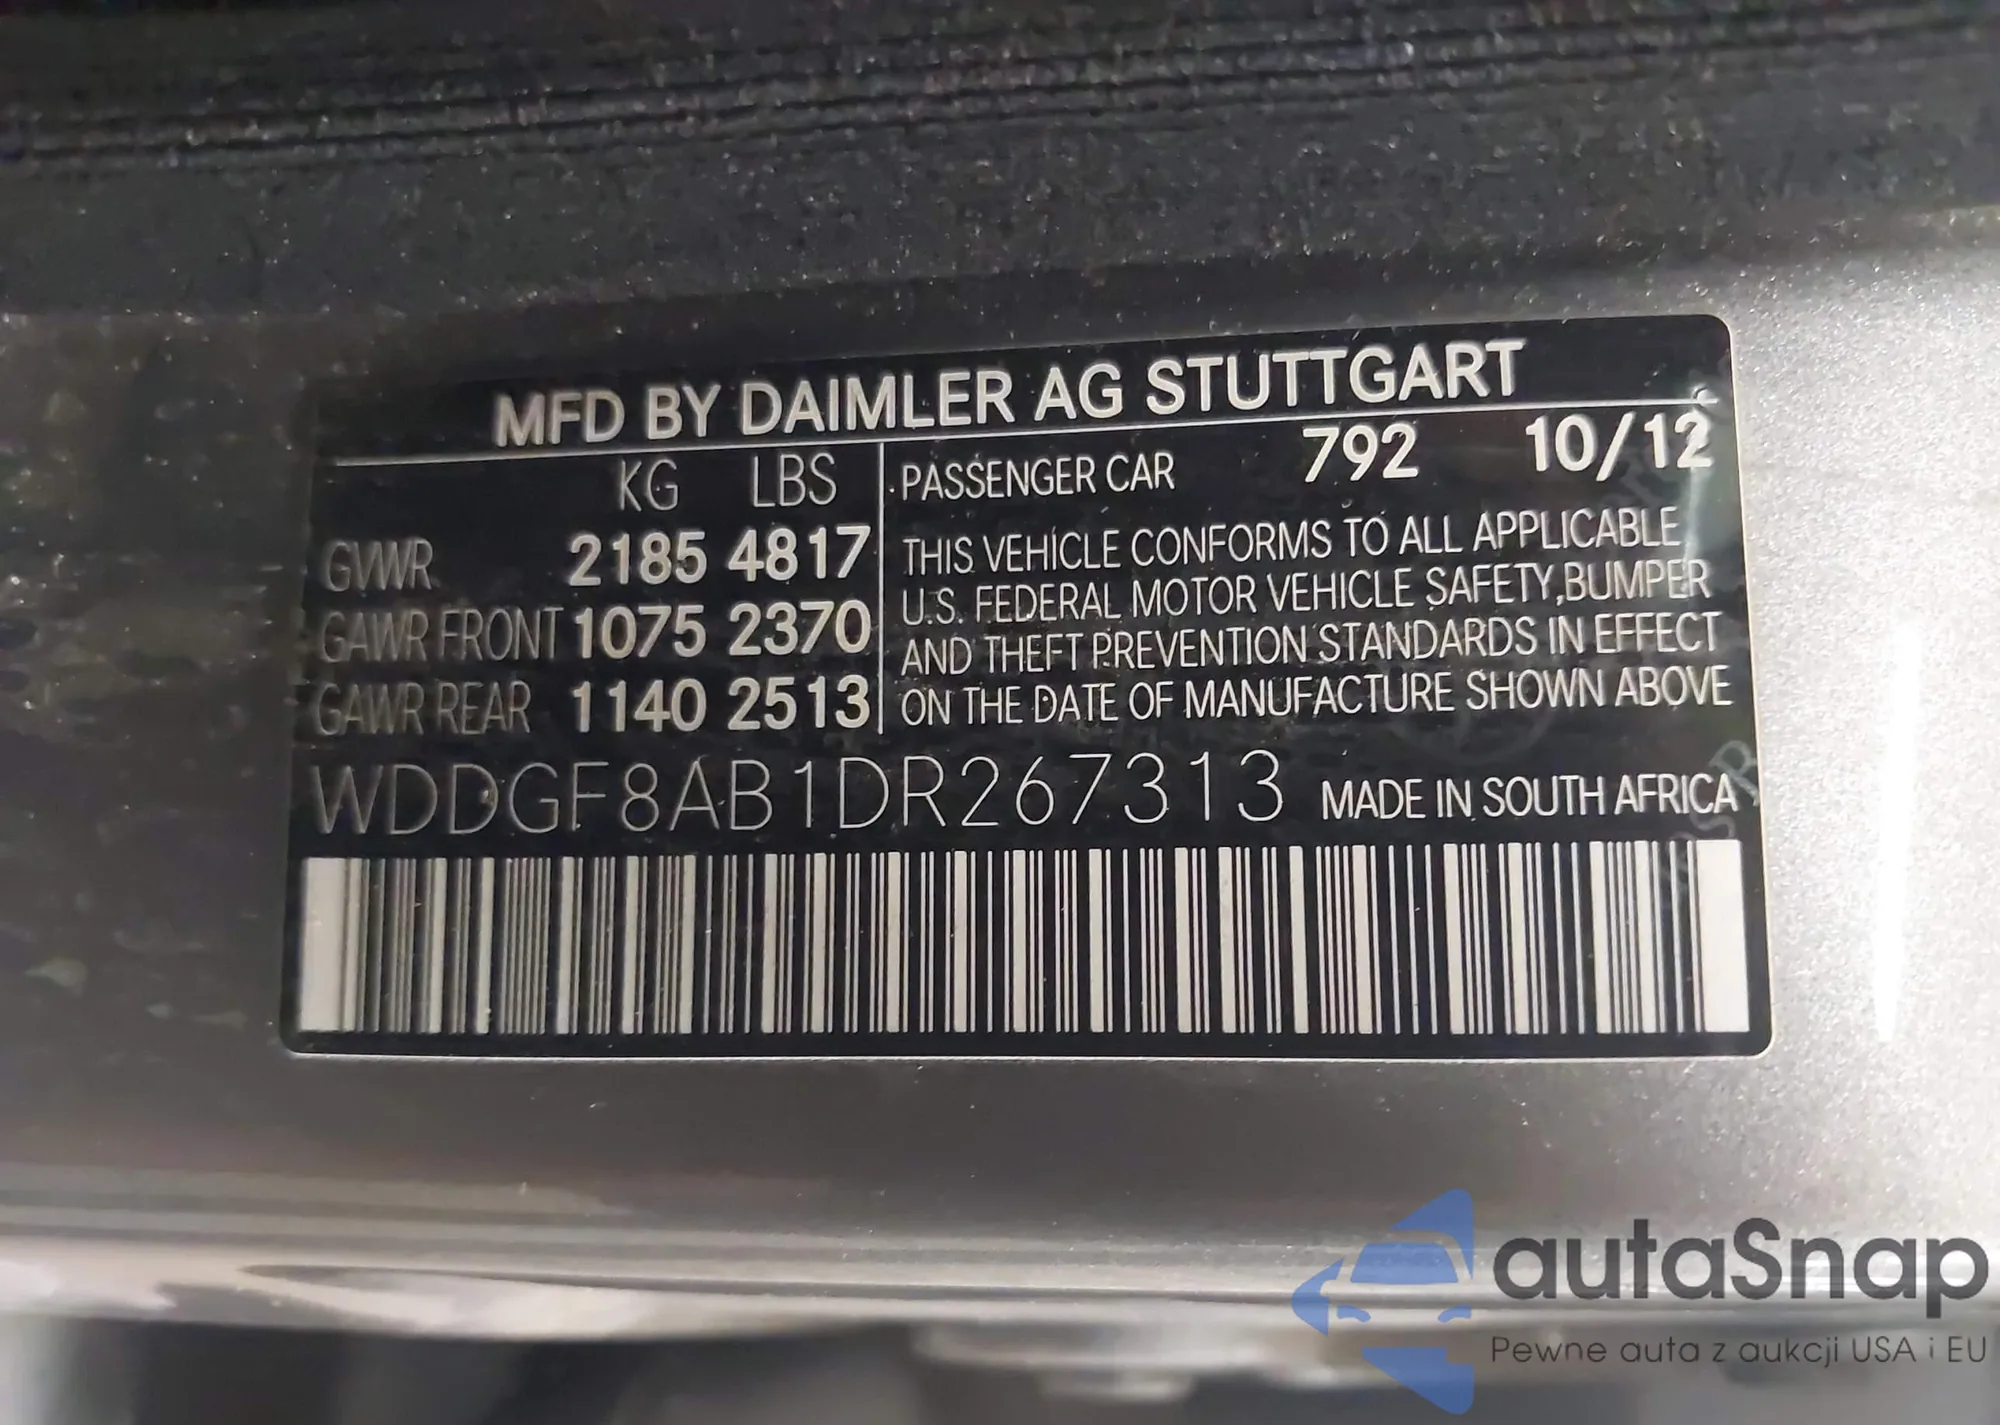 MFD BY DAIMLER AG STUTTGART
KG LBS
GVWR 2185 4817
GAWR FRONT 1075 2370
GAWR REAR 1140 2513
PASSENGER CAR 792 10/12
THIS VEHICLE CONFORMS TO ALL APPLICABLE
U.S. FEDERAL MOTOR VEHICLE SAFETY,BUMPER
AND THEFT PREVENTION STANDARDS IN EFFECT
ON THE DATE OF MANUFACTURE SHOWN ABOVE
WDDGF8AB1DR267313 MADE IN SOUTH AFRICA
autaSnap
Pewne auta z aukcji USA i EU